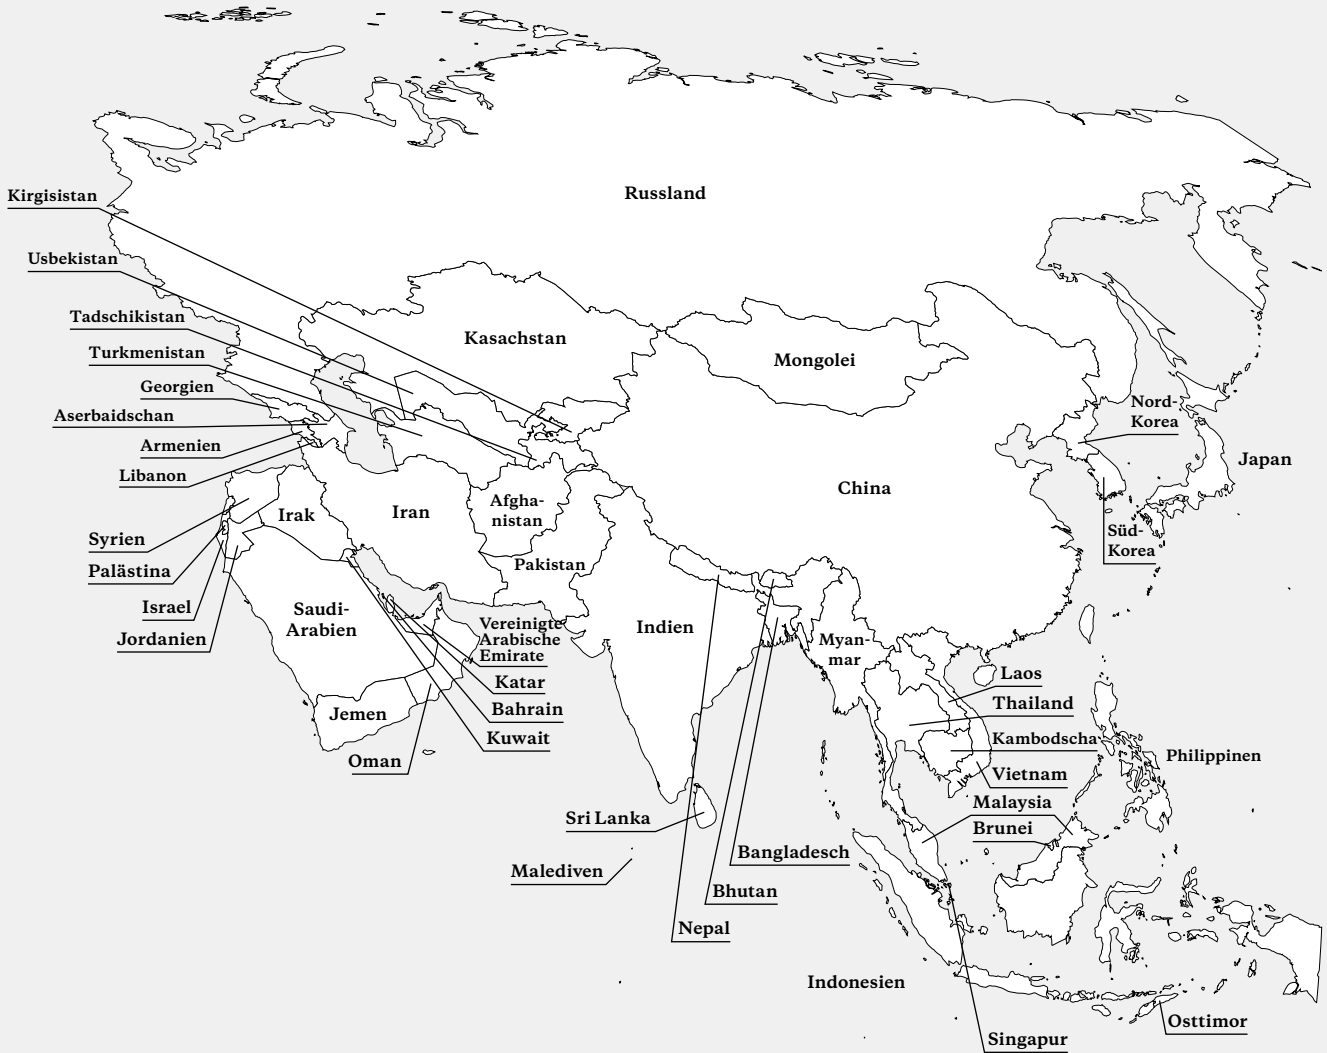 Russland
Kirgisistan
Usbekistan
Tadschikistan
Kasachstan
Turkmenistan
Mongolei
Georgien
Aserbaidschan
Nord-
Korea
Armenien
Libanon
Japan
China
Afgha-
nistan
Iran
Irak
Syrien
Süd-
Korea
Pakistan
Palästina
Israel
Saudi-
Arabien
Jordanien
Vereinigte
Arabische
Emirate
Indien
Myan-
mar
Laos
Katar
Thailand
Bahrain
Jemen
Kuwait
Kambodscha
Philippinen
Oman
Vietnam
Malaysia
Sri Lanka
Brunei
Bangladesch
Malediven
Bhutan
Nepal
Indonesien
Osttimor
Singapur